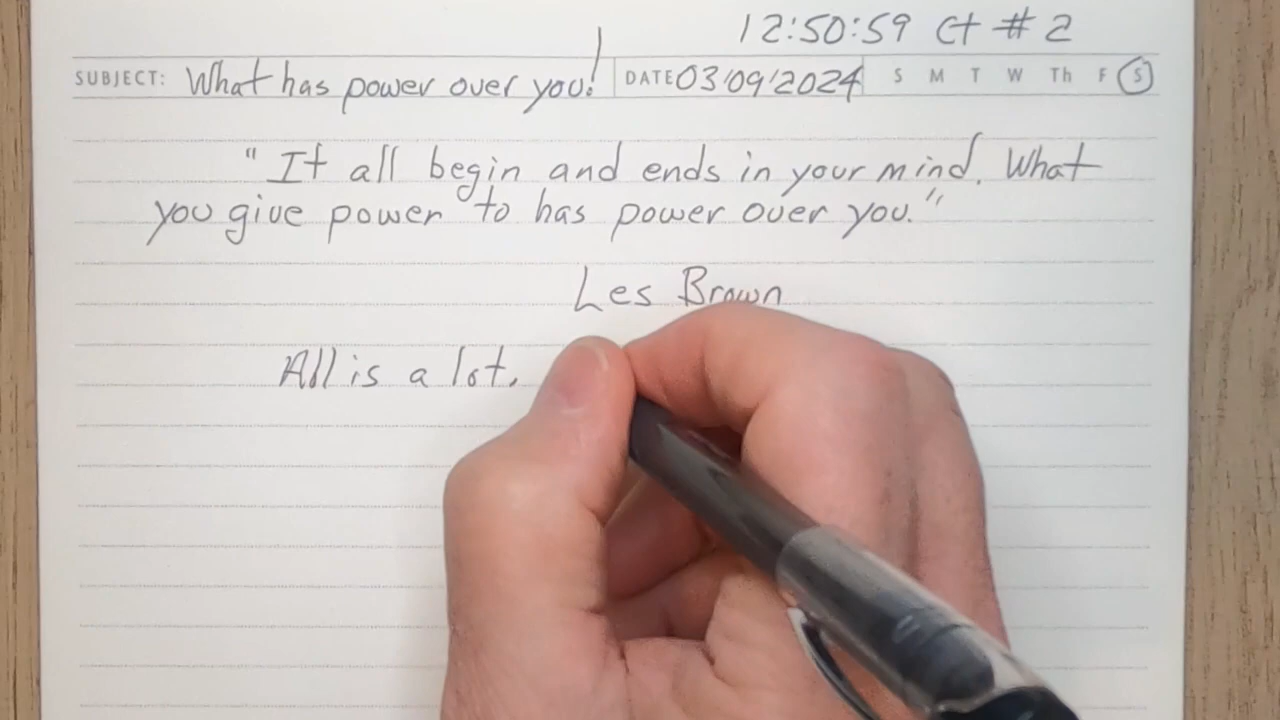 12:50:59 Ct # 2
SUBJECT: What has power over you! DATE 03/09/2024 S M T W Th F S
" It all begin and ends in your mind. What
you give power to has power over you."
Les Brown
All is a lot.